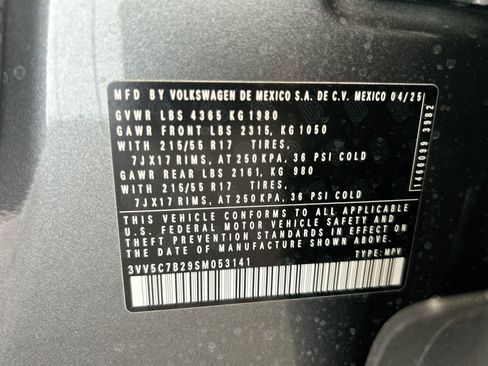 MFD BY VOLKSWAGEN DE MEXICO S.A. DE C.V. MEXICO 04/25
GVWR LBS 4365 KG 1980
GAWR FRONT LBS 2315, KG 1050
WITH 215/55 R17 TIRES,
7JX17 RIMS, AT 250 KPA, 36 PSI COLD
GAWR REAR LBS 2161, KG 980
WITH 215/55 R17 TIRES,
7JX17 RIMS, AT 250 KPA, 36 PSI COLD
THIS VEHICLE CONFORMS TO ALL APPLICABLE
U.S. FEDERAL MOTOR VEHICLE SAFETY AND
THEFT PREVENTION STANDARDS IN EFFECT ON
THE DATE OF MANUFACTURE SHOWN ABOVE.
3VV5C7B29SM053141 TYPE: MPV
1466099 3982